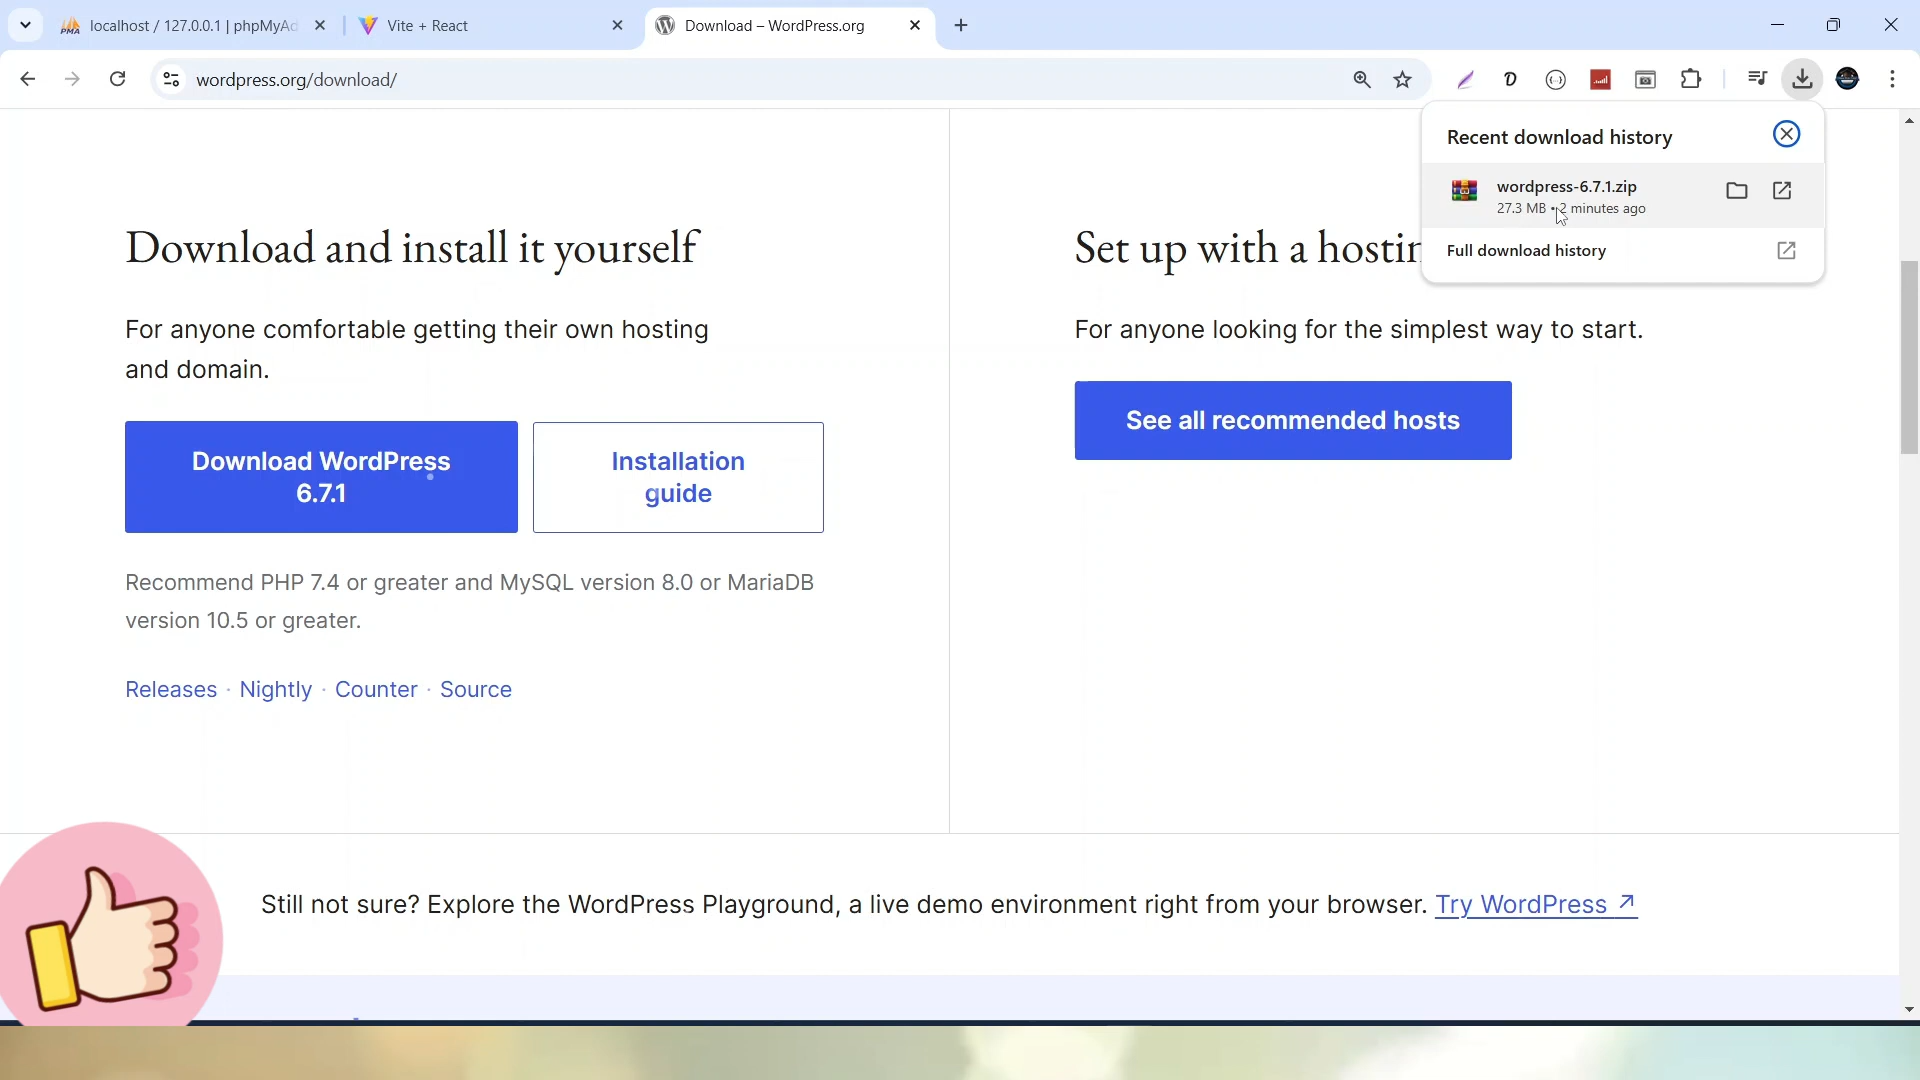 localhost / 127.0.0.1 | phpMyAd
Vite + React
Download – WordPress.org
wordpress.org/download/
Recent download history
wordpress-6.7.1.zip
27.3 MB • 2 minutes ago
Full download history
Download and install it yourself
Set up with a hostin
For anyone comfortable getting their own hosting
and domain.
For anyone looking for the simplest way to start.
Download WordPress
6.7.1
Installation
guide
See all recommended hosts
Recommend PHP 7.4 or greater and MySQL version 8.0 or MariaDB
version 10.5 or greater.
Releases · Nightly · Counter · Source
Still not sure? Explore the WordPress Playground, a live demo environment right from your browser. Try WordPress ↗